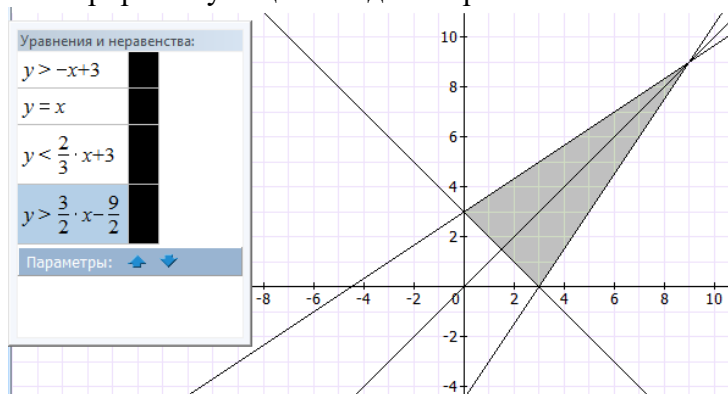 Уравнения и неравенства:
y > −x+3
y = x
y < 2/3 · x+3
y > 3/2 · x− 9/2
Параметры:
10
8
6
4
2
-8 -6 -4 -2 0 2 4 6 8 10
-2
-4